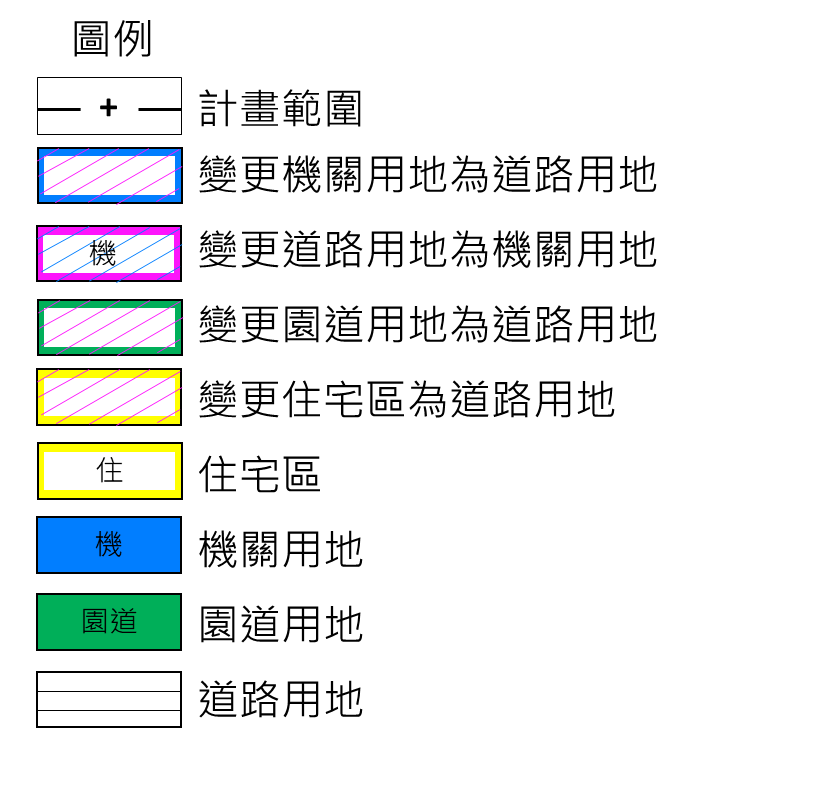 圖例
計畫範圍
變更機關用地為道路用地
機 變更道路用地為機關用地
變更園道用地為道路用地
變更住宅區為道路用地
住 住宅區
機 機關用地
園道 園道用地
道路用地